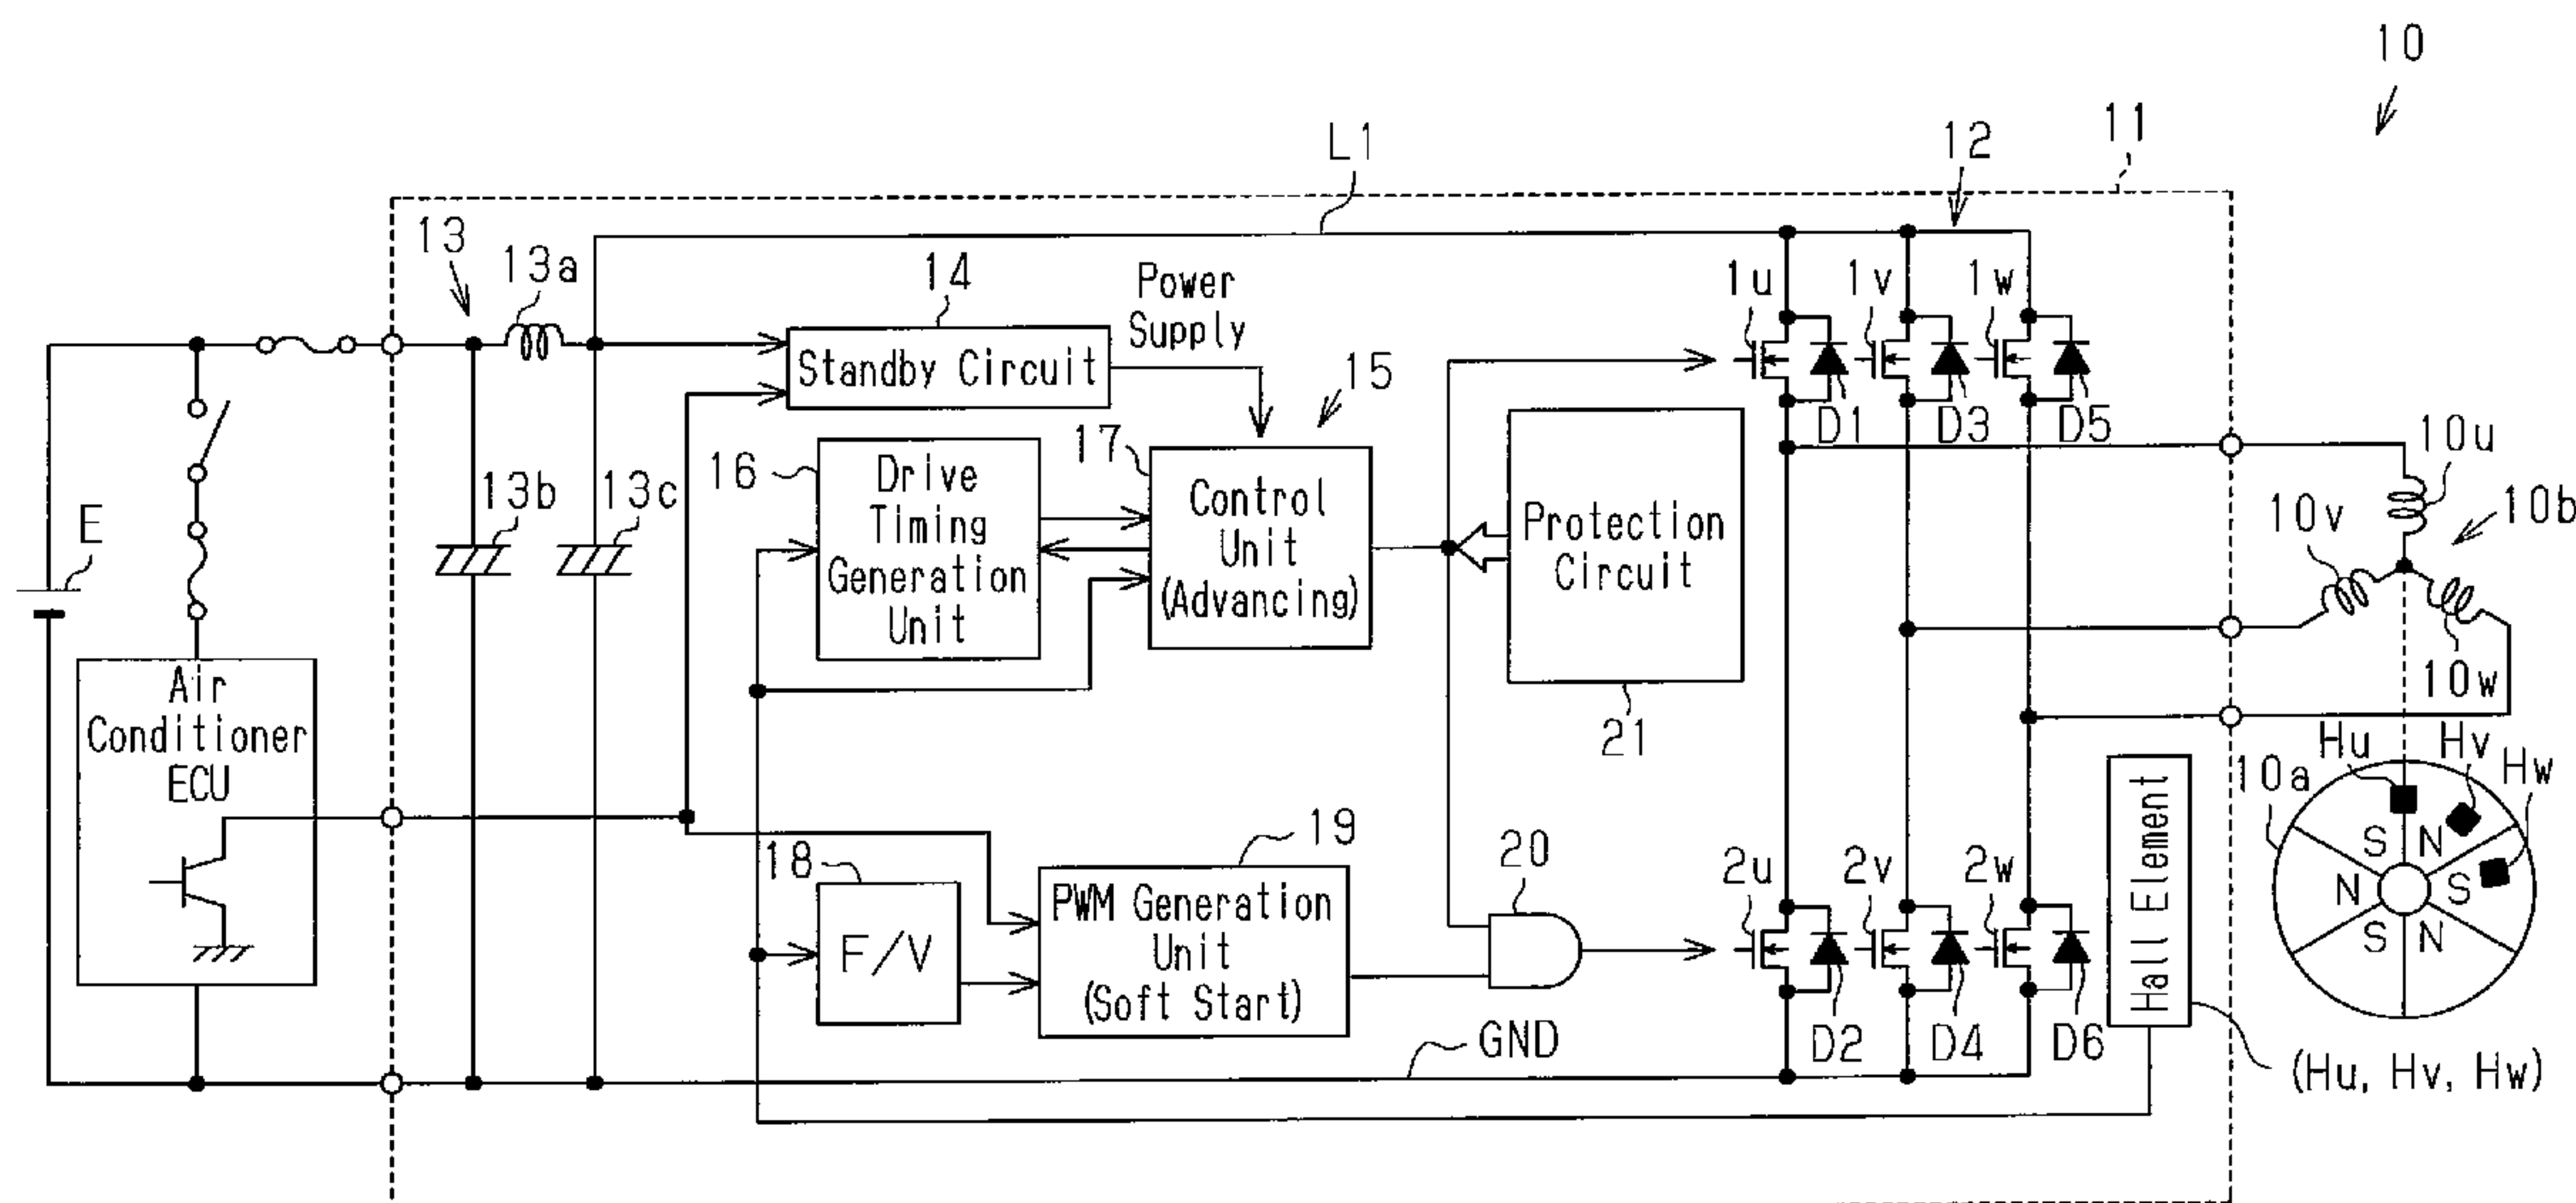 10
11
12
L1
13
13a
14
Power
Supply
Standby Circuit
15
1u
1v
1w
D1
D3
D5
16
Drive
Timing
Generation
Unit
17
Control
Unit
(Advancing)
Protection
Circuit
21
10u
10v
10b
10w
E
13b
13c
Air
Conditioner
ECU
18
F/V
19
PWM Generation
Unit
(Soft Start)
20
2u
2v
2w
D2
D4
D6
GND
Hall Element
(Hu, Hv, Hw)
Hu
Hv
Hw
10a
S
N
N
S
S
N